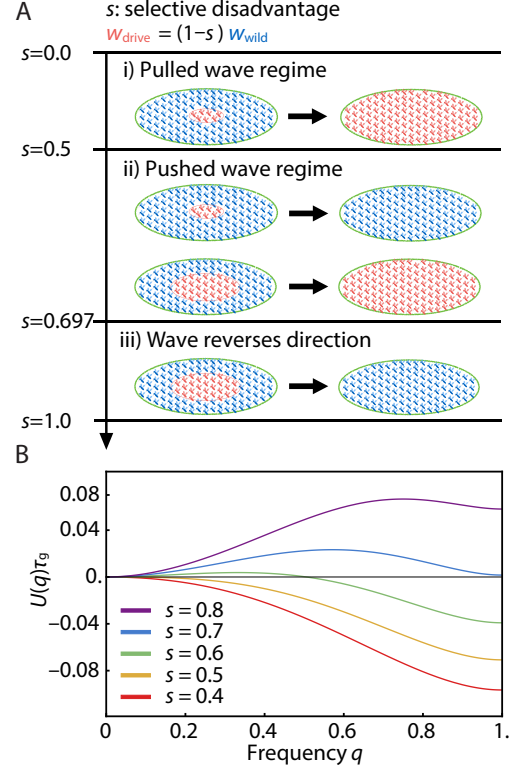 A
s: selective disadvantage
w_drive = (1–s) w_wild
s=0.0
i) Pulled wave regime
s=0.5
ii) Pushed wave regime
s=0.697
iii) Wave reverses direction
s=1.0
B
0.08
0.04
0.
−0.04
−0.08
U(q)τg
s = 0.8
s = 0.7
s = 0.6
s = 0.5
s = 0.4
0 0.2 0.4 0.6 0.8 1.
Frequency q